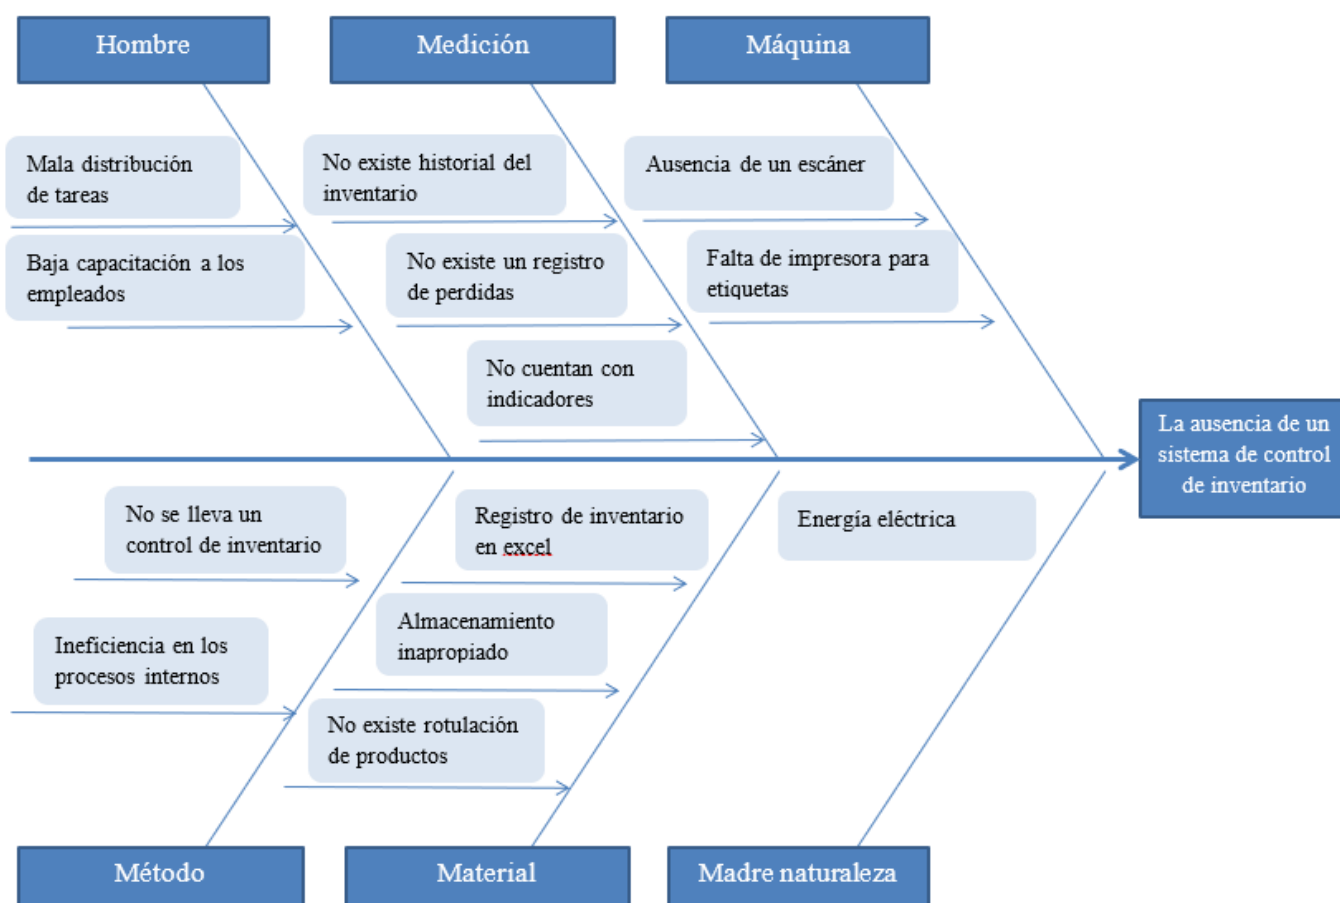 Hombre
Medición
Máquina
Mala distribución
de tareas
Baja capacitación a los
empleados
No existe historial del
inventario
No existe un registro
de perdidas
No cuentan con
indicadores
Ausencia de un escáner
Falta de impresora para
etiquetas
La ausencia de un
sistema de control
de inventario
No se lleva un
control de inventario
Ineficiencia en los
procesos internos
Registro de inventario
en excel
Almacenamiento
inapropiado
No existe rotulación
de productos
Energía eléctrica
Método
Material
Madre naturaleza